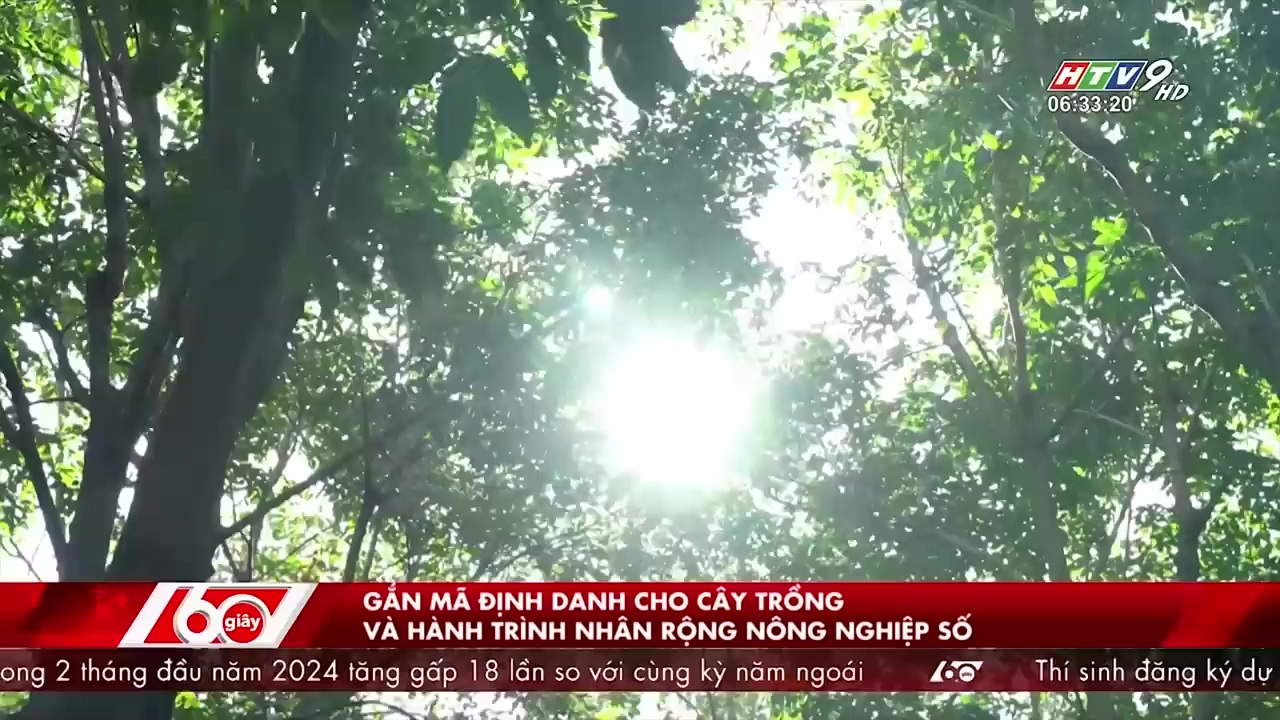 HTV9 HD
06:33:20
60 giây
GẮN MÃ ĐỊNH DANH CHO CÂY TRỒNG
VÀ HÀNH TRÌNH NHÂN RỘNG NÔNG NGHIỆP SỐ
ong 2 tháng đầu năm 2024 tăng gấp 18 lần so với cùng kỳ năm ngoái 60 giây Thí sinh đăng ký dự